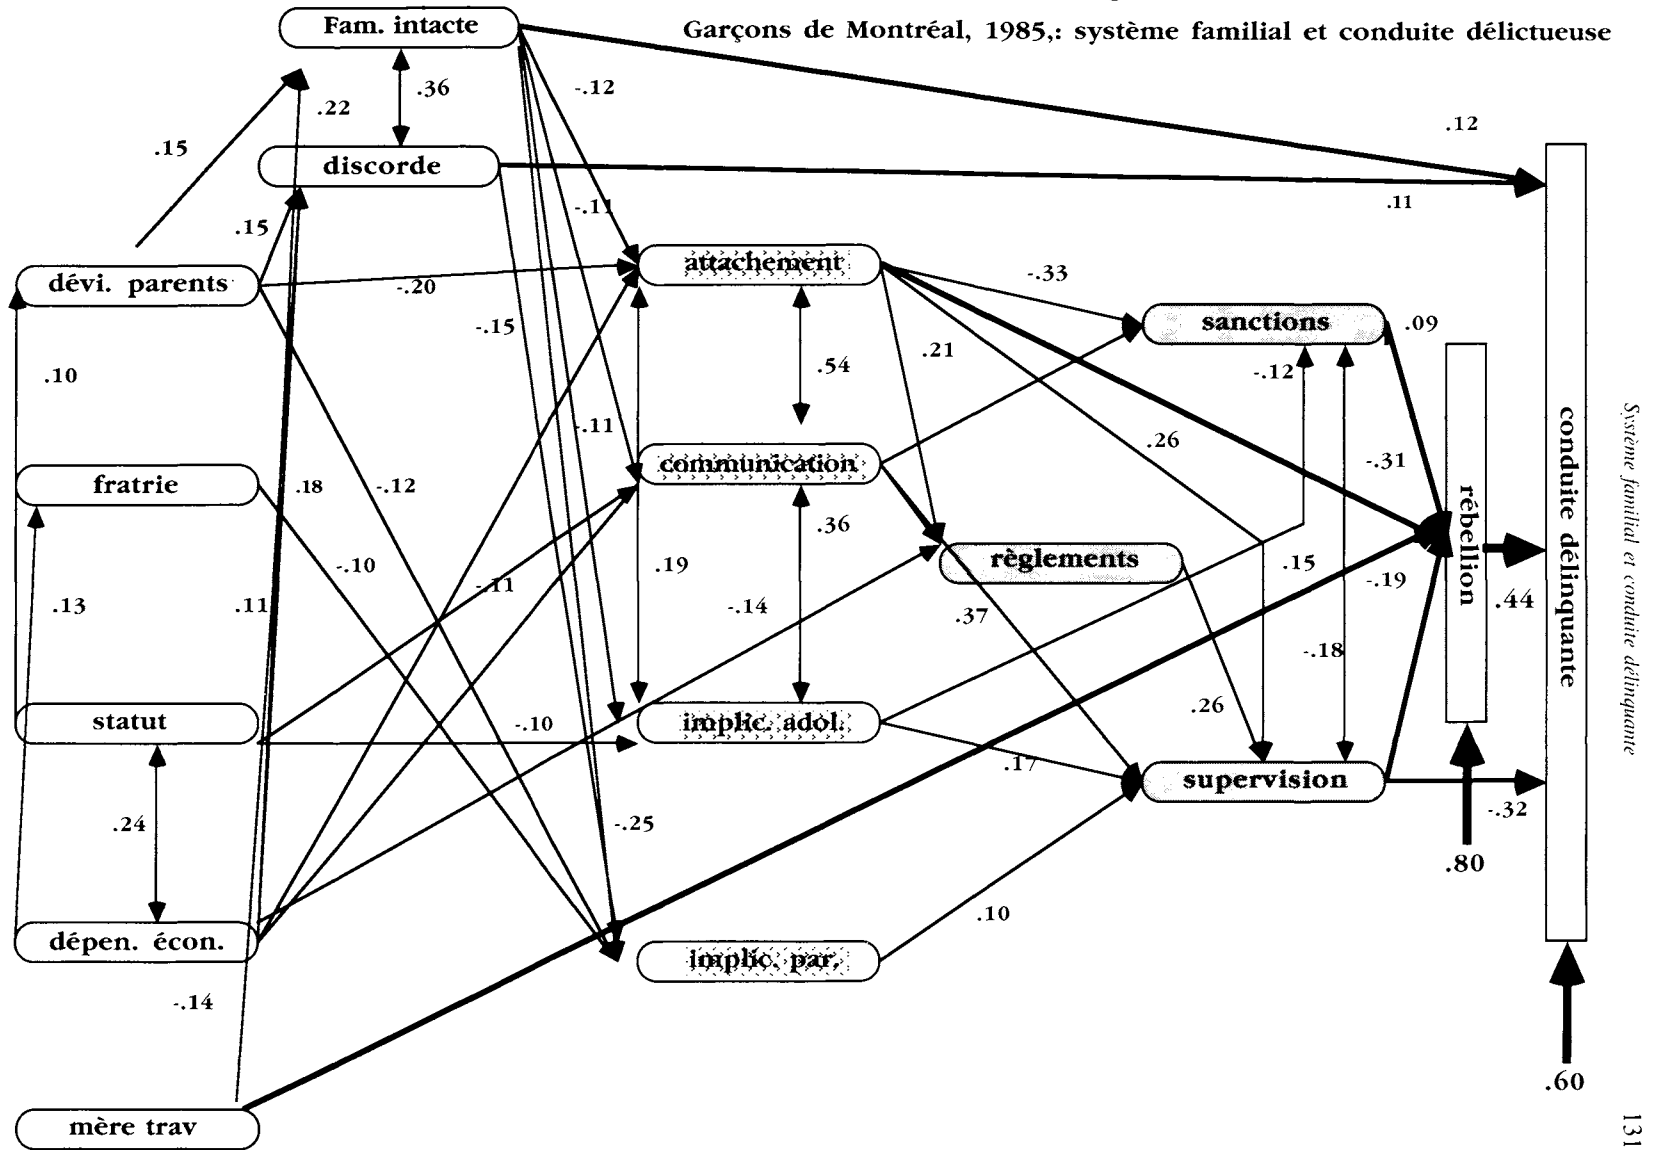 Fam. intacte
Garçons de Montréal, 1985,: système familial et conduite délictueuse
.36
-.12
.22
.12
.15
discorde
.11
-.11
.15
attachement
-.33
dévi. parents
-.20
-.15
sanctions
.09
.21
.10
.54
-.12
.11
.26
communication
-.31
fratrie
.18
-.12
.36
rébellion
conduite délinquante
Système familial et conduite délinquante
règlements
-.10
.19
.15
-.19
-.11
.13
.11
-.14
.37
.44
-.18
.26
statut
-.10
implic. adol.
.17
supervision
.24
-.25
-.32
.80
.10
dépen. écon.
implic. par.
-.14
.60
mère trav
131